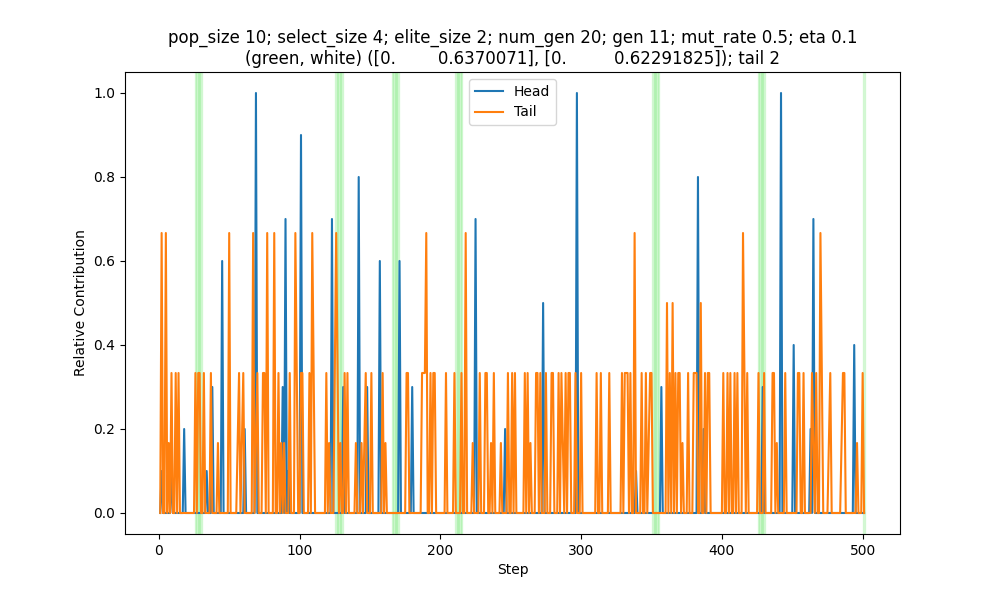 pop_size 10; select_size 4; elite_size 2; num_gen 20; gen 11; mut_rate 0.5; eta 0.1
(green, white) ([0. 0.6370071], [0. 0.62291825]); tail 2
Head
Tail
1.0
0.8
0.6
0.4
0.2
0.0
Relative Contribution
0 100 200 300 400 500
Step